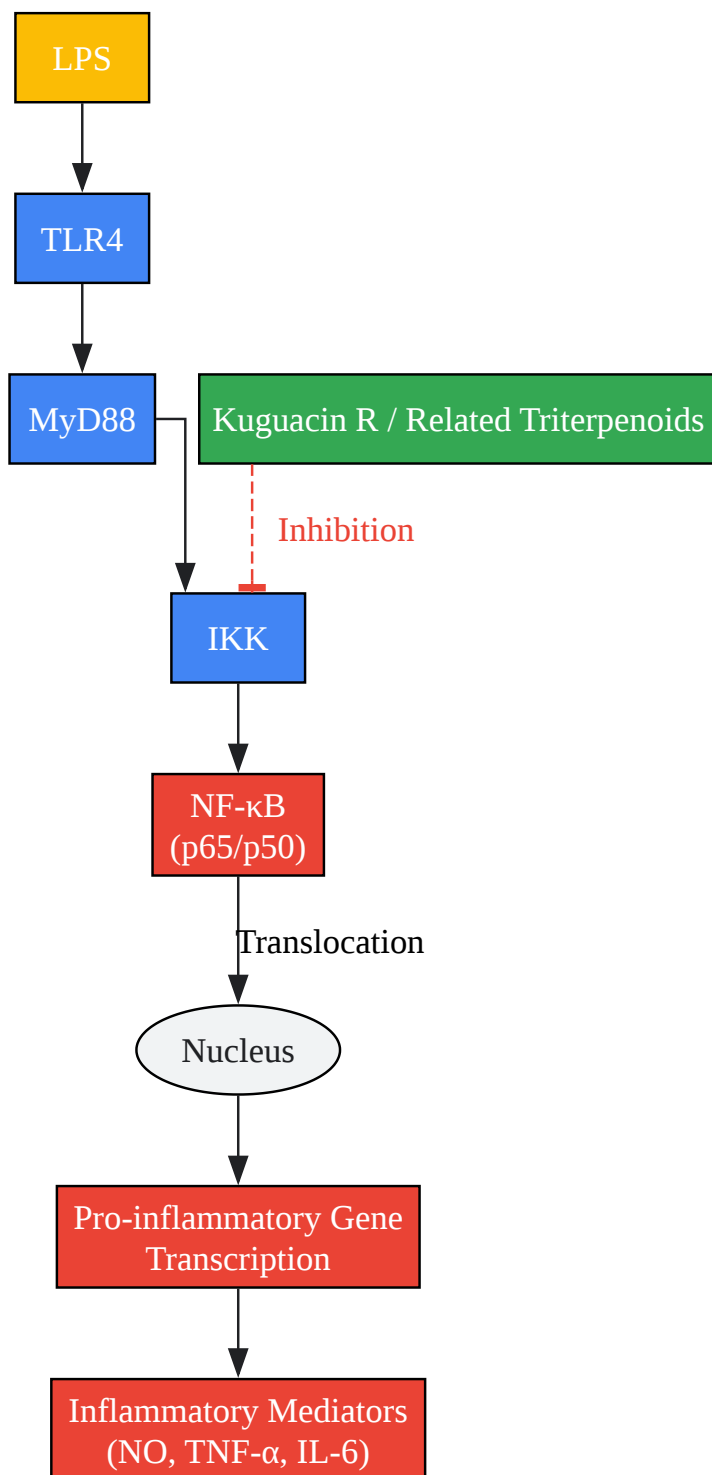 LPS
TLR4
MyD88
Kuguacin R / Related Triterpenoids
Inhibition
IKK
NF-κB
(p65/p50)
Translocation
Nucleus
Pro-inflammatory Gene
Transcription
Inflammatory Mediators
(NO, TNF-α, IL-6)